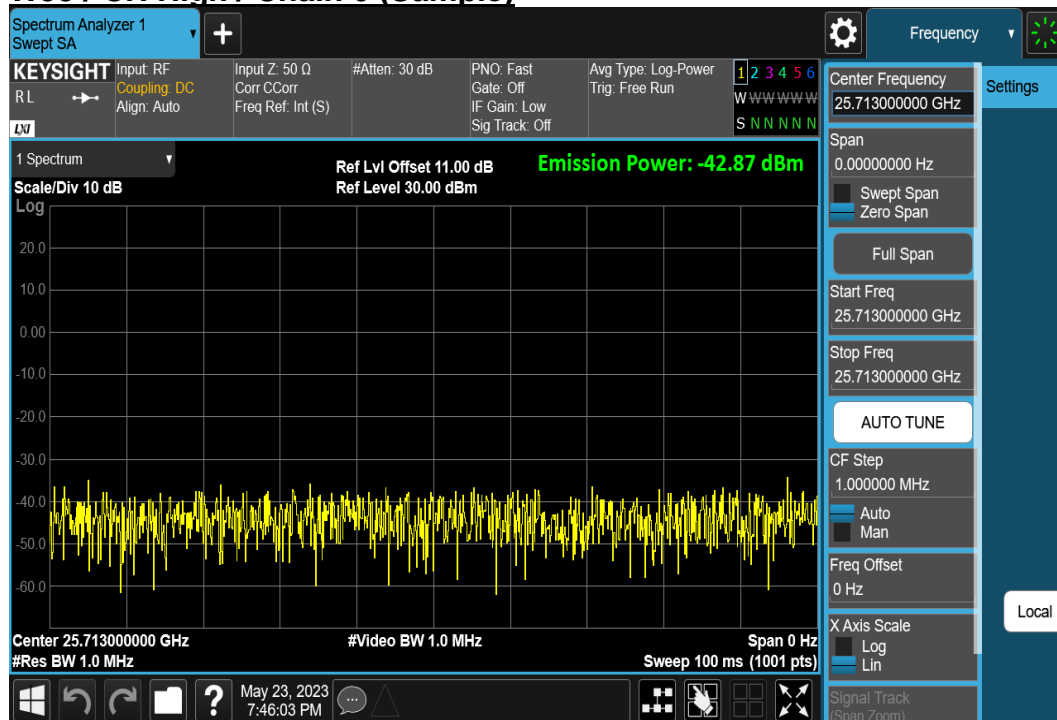 Spectrum Analyzer 1
Swept SA
Frequency
KEYSIGHT
R L
LXI
Input: RF
Coupling: DC
Align: Auto
Input Z: 50 Ω
Corr CCorr
Freq Ref: Int (S)
#Atten: 30 dB
PNO: Fast
Gate: Off
IF Gain: Low
Sig Track: Off
Avg Type: Log-Power
Trig: Free Run
1 2 3 4 5 6
W W W W W W
S N N N N N
1 Spectrum
Scale/Div 10 dB
Log
Ref Lvl Offset 11.00 dB
Ref Level 30.00 dBm
Emission Power: -42.87 dBm
20.0
10.0
0.00
-10.0
-20.0
-30.0
-40.0
-50.0
-60.0
Center 25.713000000 GHz
#Res BW 1.0 MHz
#Video BW 1.0 MHz
Span 0 Hz
Sweep 100 ms (1001 pts)
?
May 23, 2023
7:46:03 PM
Center Frequency
25.713000000 GHz
Span
0.00000000 Hz
Swept Span
Zero Span
Full Span
Start Freq
25.713000000 GHz
Stop Freq
25.713000000 GHz
AUTO TUNE
CF Step
1.000000 MHz
Auto
Man
Freq Offset
0 Hz
X Axis Scale
Log
Lin
Signal Track
(Span Zoom)
Settings
Local